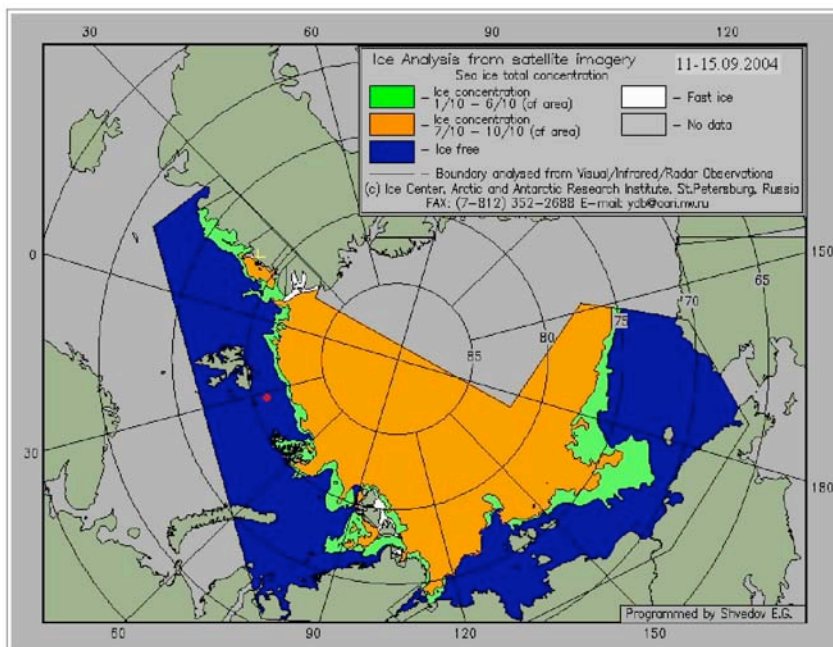 30
60
90
120
Ice Analysis from satellite imagery
11-15.09.2004
Sea ice total concentration
– Ice concentration
1/10 – 6/10 (of area)
– Fast ice
– Ice concentration
7/10 – 10/10 (of area)
– No data
– Ice free
– Boundary analysed from Visual/Infrared/Radar Observations
(c) Ice Center, Arctic and Antarctic Research Institute, St.Petersburg, Russia
FAX: (7-812) 352-2688 E-mail: ydb@aari.nw.ru
0
150
65
70
75
80
85
30
180
Programmed by Shvedov E.G.
60
90
120
150